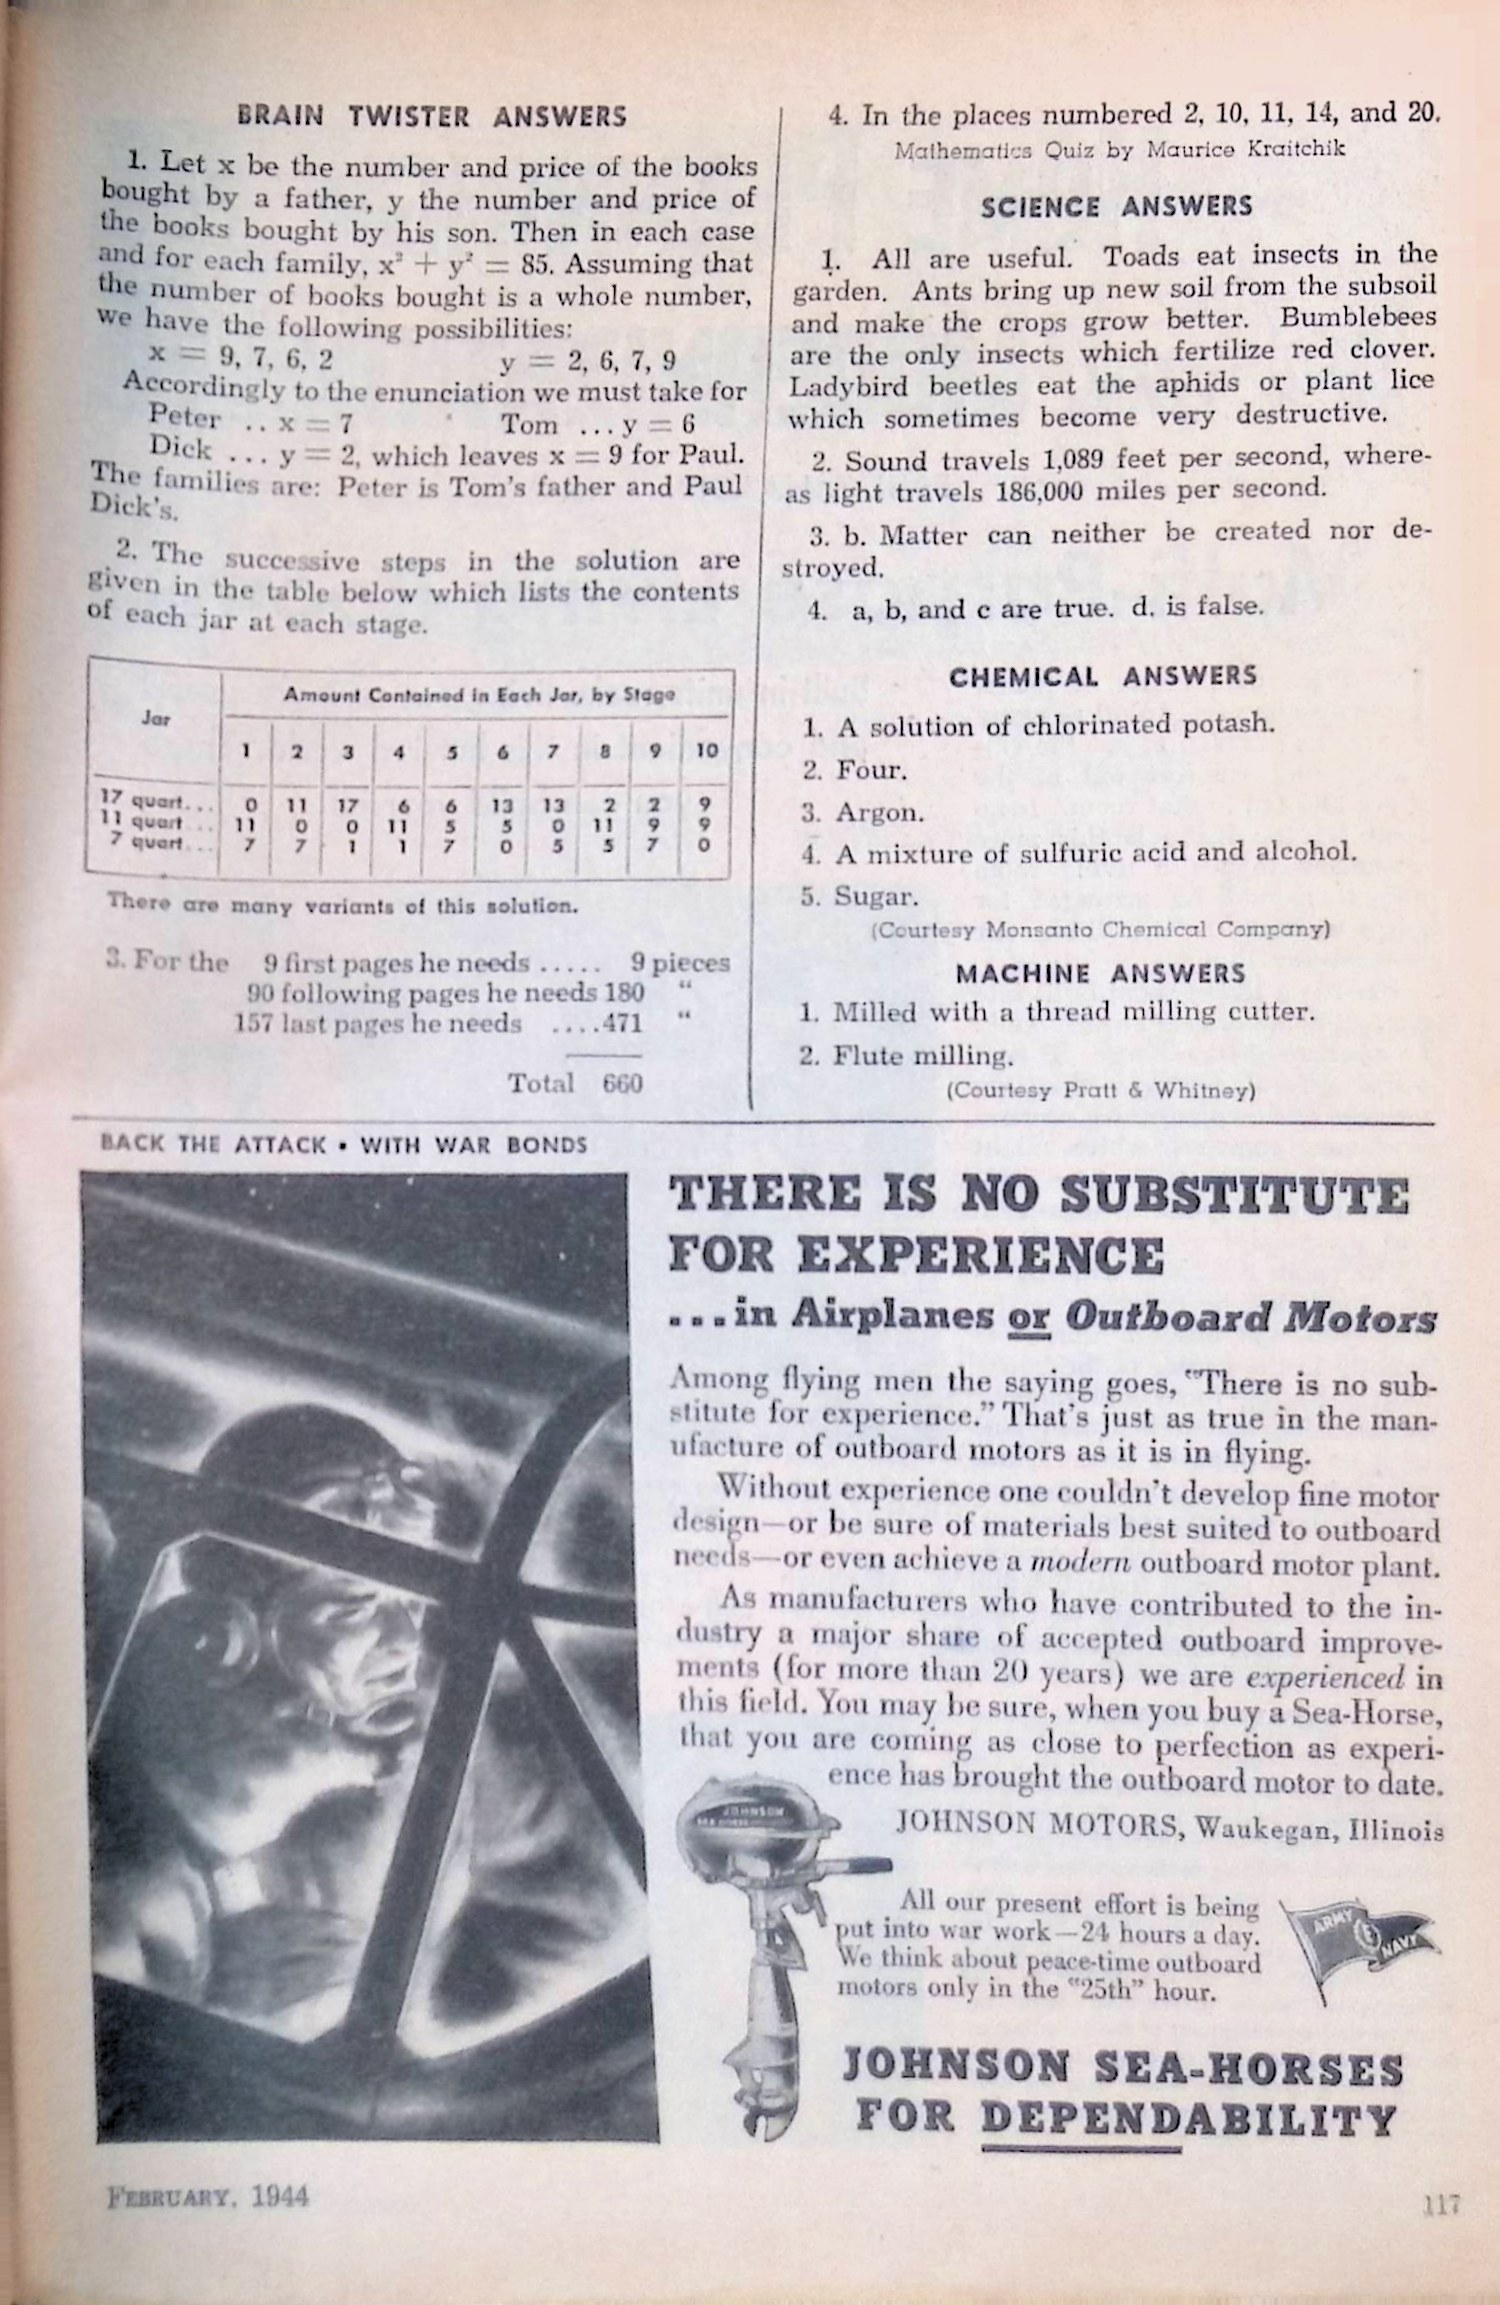 BRAIN TWISTER ANSWERS
1. Let x be the number and price of the books
bought by a father, y the number and price of
the books bought by his son. Then in each case
and for each family, x² + y² = 85. Assuming that
the number of books bought is a whole number,
we have the following possibilities:
x = 9, 7, 6, 2 y = 2, 6, 7, 9
Accordingly to the enunciation we must take for
Peter .. x = 7 Tom ... y = 6
Dick ... y = 2, which leaves x = 9 for Paul.
The families are: Peter is Tom's father and Paul
Dick's.
2. The successive steps in the solution are
given in the table below which lists the contents
of each jar at each stage.
Jar
Amount Contained in Each Jar, by Stage
1 2 3 4 5 6 7 8 9 10
17 quart... 0 11 17 6 6 13 13 2 2 9
11 quart... 11 0 0 11 5 5 0 11 9 9
7 quart... 7 7 1 1 7 0 5 5 7 0
There are many variants of this solution.
3. For the 9 first pages he needs ..... 9 pieces
90 following pages he needs 180 "
157 last pages he needs ....471 "
Total 660
4. In the places numbered 2, 10, 11, 14, and 20.
Mathematics Quiz by Maurice Kraitchik
SCIENCE ANSWERS
1. All are useful. Toads eat insects in the
garden. Ants bring up new soil from the subsoil
and make the crops grow better. Bumblebees
are the only insects which fertilize red clover.
Ladybird beetles eat the aphids or plant lice
which sometimes become very destructive.
2. Sound travels 1,089 feet per second, where-
as light travels 186,000 miles per second.
3. b. Matter can neither be created nor de-
stroyed.
4. a, b, and c are true. d. is false.
CHEMICAL ANSWERS
1. A solution of chlorinated potash.
2. Four.
3. Argon.
4. A mixture of sulfuric acid and alcohol.
5. Sugar.
(Courtesy Monsanto Chemical Company)
MACHINE ANSWERS
1. Milled with a thread milling cutter.
2. Flute milling.
(Courtesy Pratt & Whitney)
BACK THE ATTACK • WITH WAR BONDS
THERE IS NO SUBSTITUTE
FOR EXPERIENCE
...in Airplanes or Outboard Motors
Among flying men the saying goes, "There is no sub-
stitute for experience." That's just as true in the man-
ufacture of outboard motors as it is in flying.
Without experience one couldn't develop fine motor
design—or be sure of materials best suited to outboard
needs—or even achieve a modern outboard motor plant.
As manufacturers who have contributed to the in-
dustry a major share of accepted outboard improve-
ments (for more than 20 years) we are experienced in
this field. You may be sure, when you buy a Sea-Horse,
that you are coming as close to perfection as experi-
ence has brought the outboard motor to date.
JOHNSON MOTORS, Waukegan, Illinois
JOHNSON
SEA-HORSE
All our present effort is being
put into war work—24 hours a day.
We think about peace-time outboard
motors only in the "25th" hour.
ARMY E NAVY
JOHNSON SEA-HORSES
FOR DEPENDABILITY
FEBRUARY, 1944
117